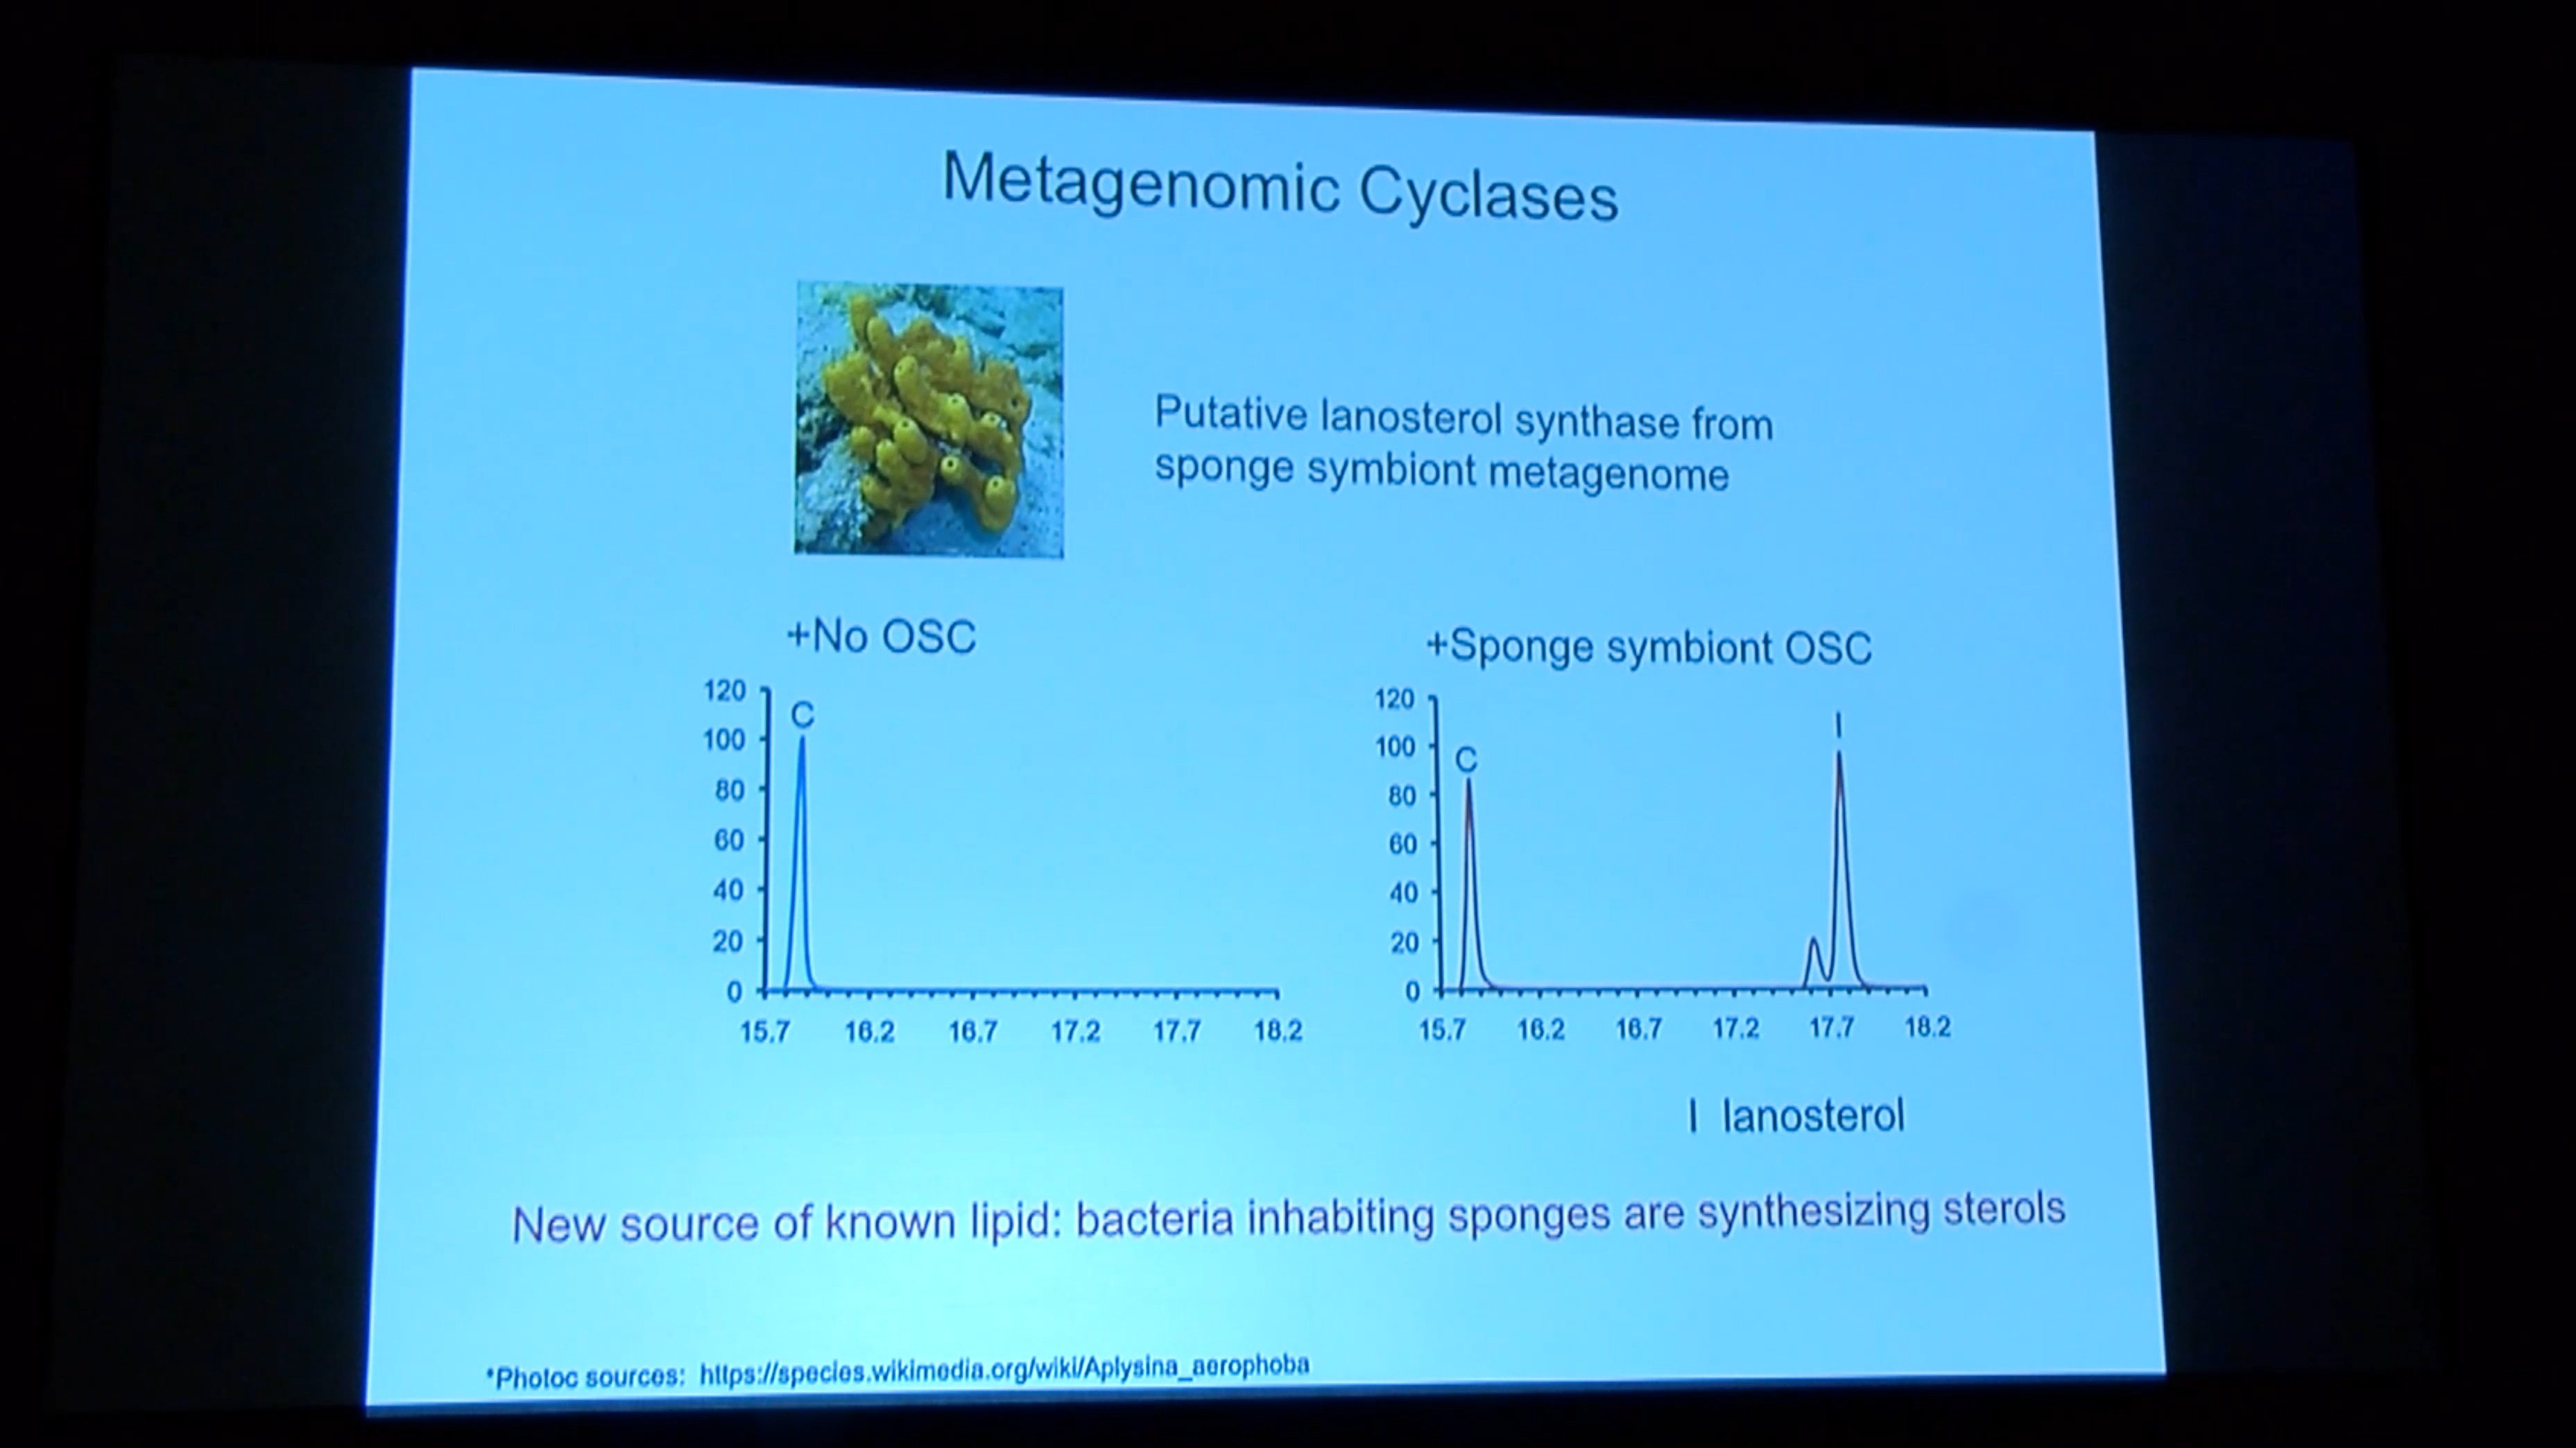 Metagenomic Cyclases
Putative lanosterol synthase from
sponge symbiont metagenome
+No OSC
120
100
80
60
40
20
0
C
15.7 16.2 16.7 17.2 17.7 18.2
+Sponge symbiont OSC
120
100
80
60
40
20
0
C
l
15.7 16.2 16.7 17.2 17.7 18.2
l lanosterol
New source of known lipid: bacteria inhabiting sponges are synthesizing sterols
*Photoc sources: https://species.wikimedia.org/wiki/Aplysina_aerophoba